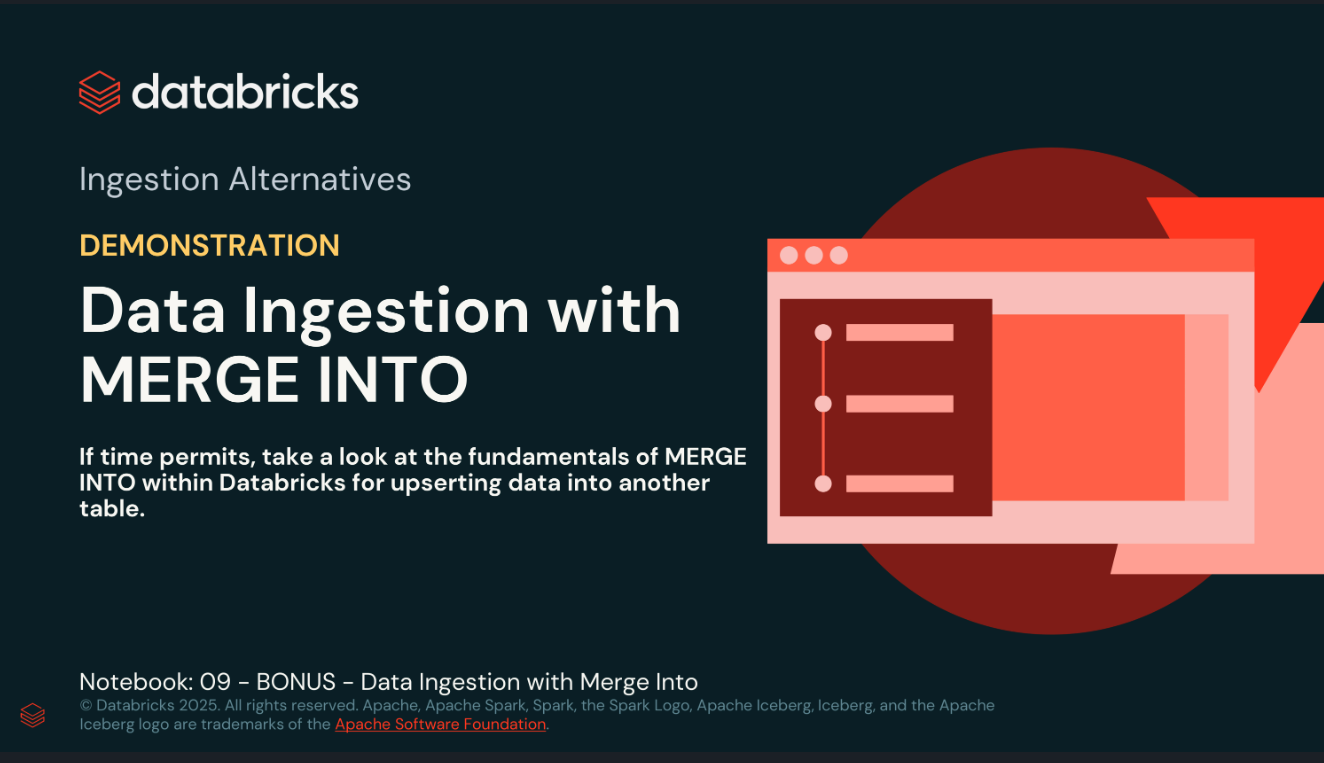 databricks
Ingestion Alternatives
DEMONSTRATION
Data Ingestion with
MERGE INTO
If time permits, take a look at the fundamentals of MERGE
INTO within Databricks for upserting data into another
table.
Notebook: 09 - BONUS - Data Ingestion with Merge Into
© Databricks 2025. All rights reserved. Apache, Apache Spark, Spark, the Spark Logo, Apache Iceberg, Iceberg, and the Apache
Iceberg logo are trademarks of the Apache Software Foundation.